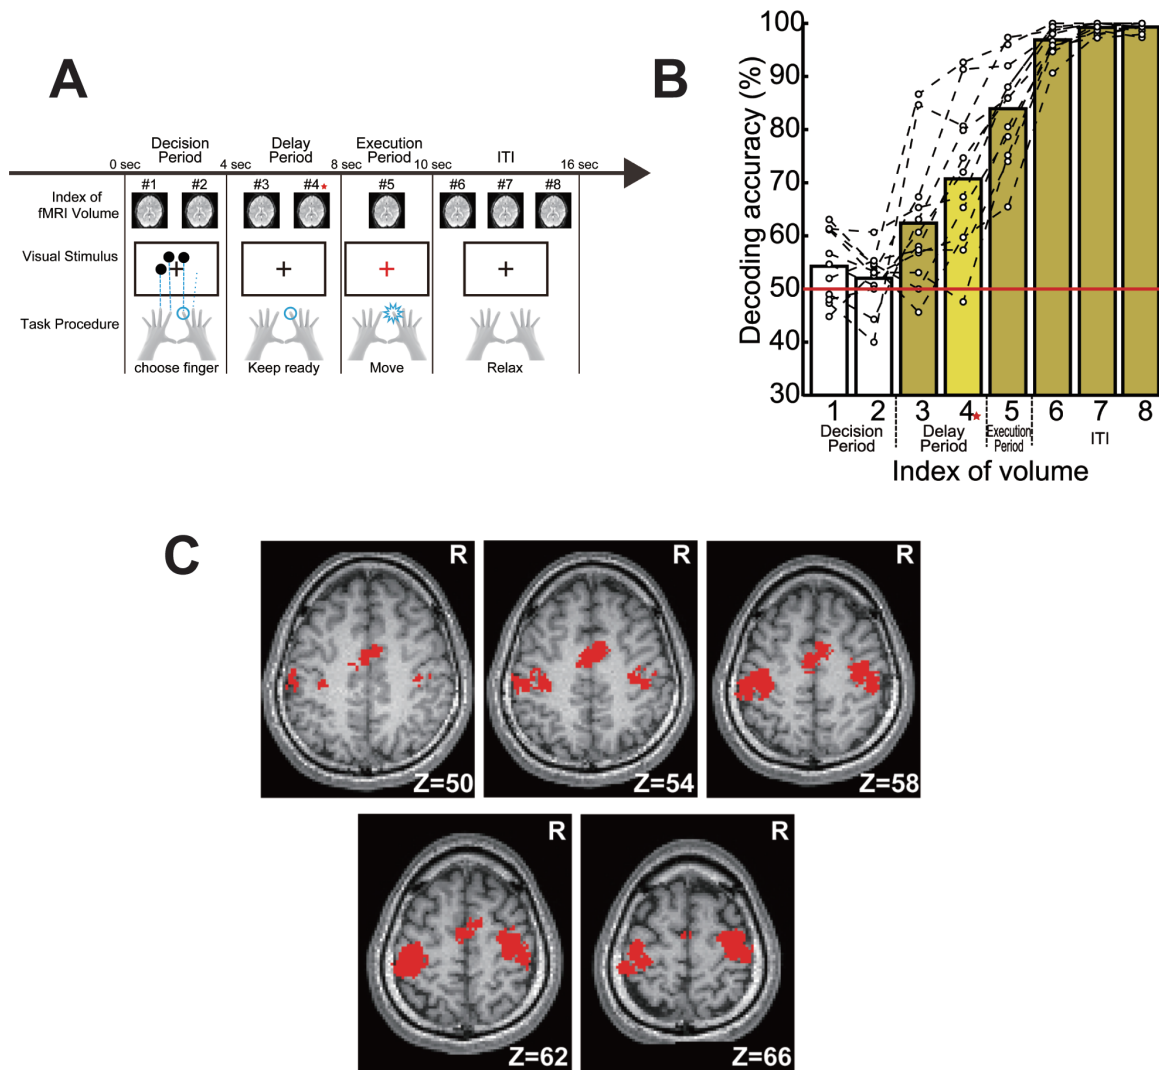 A
Decision Period
Delay Period
Execution Period
ITI
0 sec
4 sec
8 sec
10 sec
16 sec
Index of fMRI Volume
#1
#2
#3
#4★
#5
#6
#7
#8
Visual Stimulus
Task Procedure
choose finger
Keep ready
Move
Relax
B
Decoding accuracy (%)
100
90
80
70
60
50
40
30
1
2
3
4★
5
6
7
8
Decision Period
Delay Period
Execution Period
ITI
Index of volume
C
R
Z=50
R
Z=54
R
Z=58
R
Z=62
R
Z=66